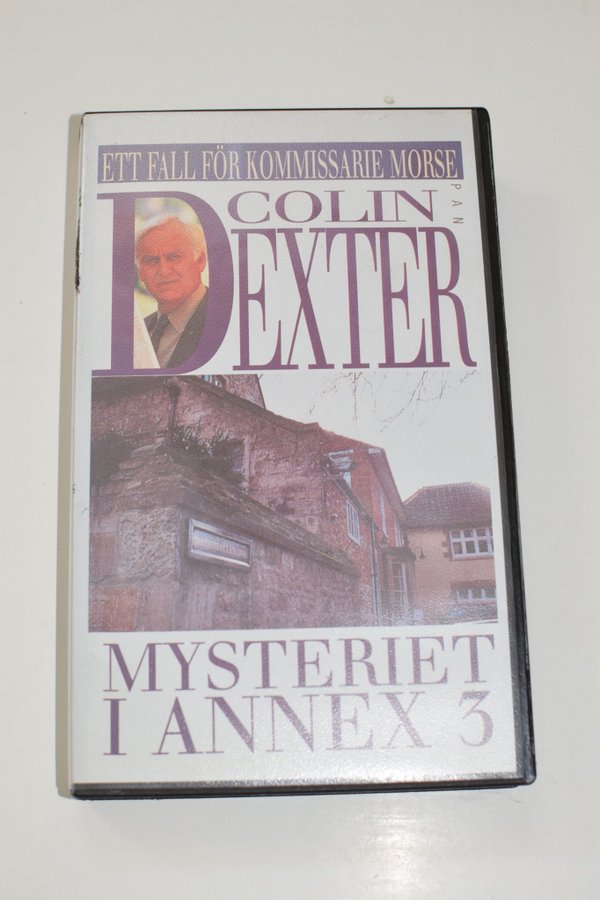 ETT FALL FÖR KOMMISSARIE MORSE
PAN
COLIN
DEXTER
MYSTERIET
I ANNEX 3